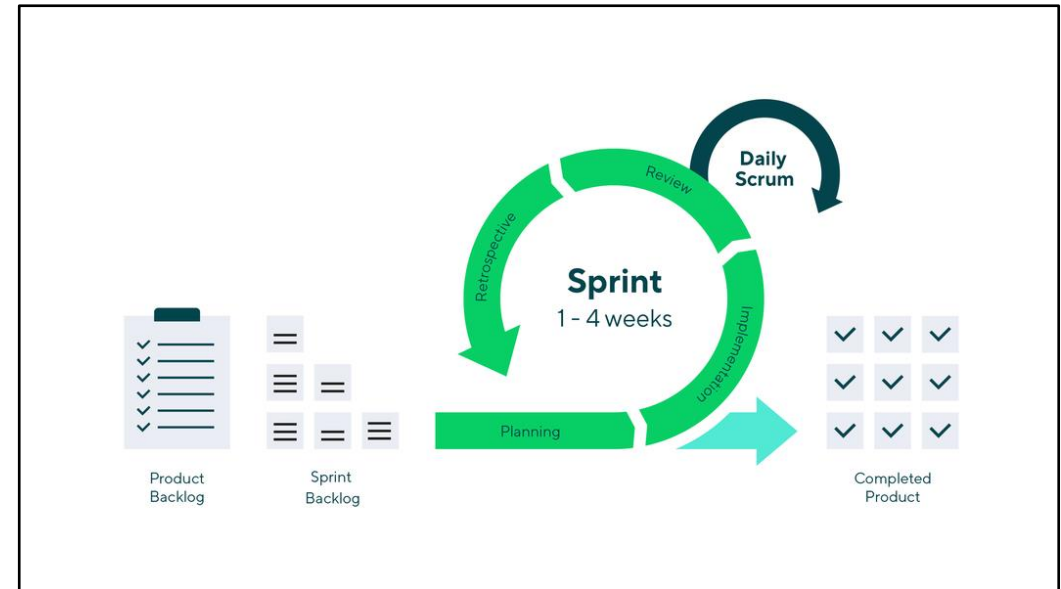 Daily
Scrum
Review
Retrospective
Sprint
1 - 4 weeks
Implementation
Planning
Product
Backlog
Sprint
Backlog
Completed
Product